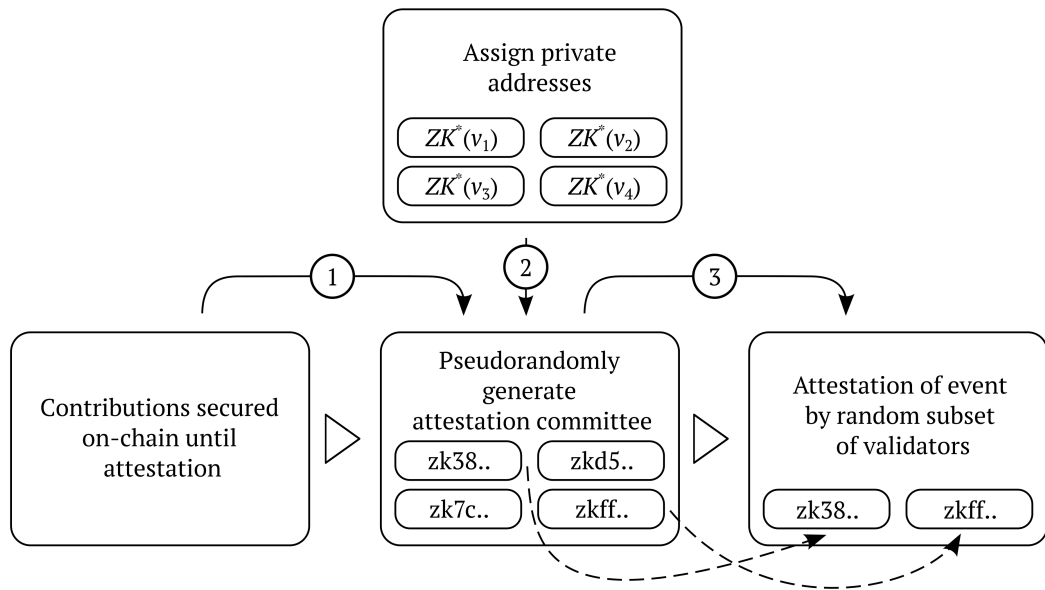 Assign private
addresses
ZK*(v₁) ZK*(v₂)
ZK*(v₃) ZK*(v₄)
1 2 3
Contributions secured
on-chain until
attestation
Pseudorandomly
generate
attestation committee
zk38.. zkd5..
zk7c.. zkff..
Attestation of event
by random subset
of validators
zk38.. zkff..